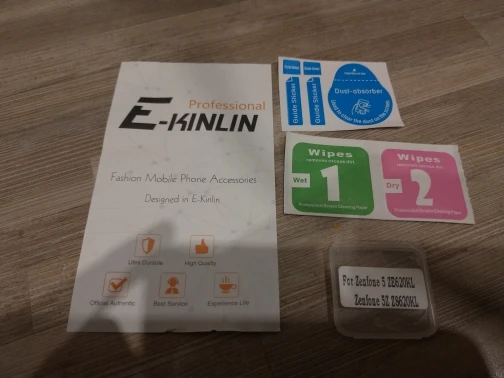 Professional
E-KINLIN
Fashion Mobile Phone Accessories
Designed in E-Kinlin
Ultra Durable
High Quality
Official Authentic
Best Service
Experience Life
Guide Sticker
Guide Sticker
Dust-absorber
Wipes
Wet
1
Wipes
Dry
2
For Zenfone 5 ZE620KL
Zenfone 5Z ZS620KL